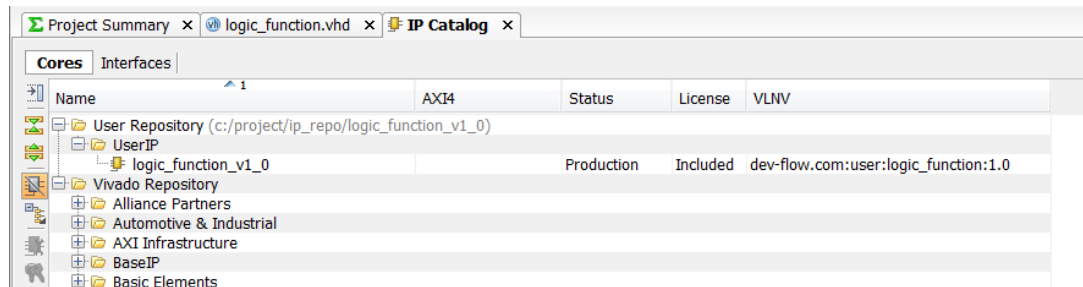 Project Summary × logic_function.vhd × IP Catalog ×
Cores Interfaces
Name 1 AXI4 Status License VLNV
User Repository (c:/project/ip_repo/logic_function_v1_0)
UserIP
logic_function_v1_0 Production Included dev-flow.com:user:logic_function:1.0
Vivado Repository
Alliance Partners
Automotive & Industrial
AXI Infrastructure
BaseIP
Basic Elements